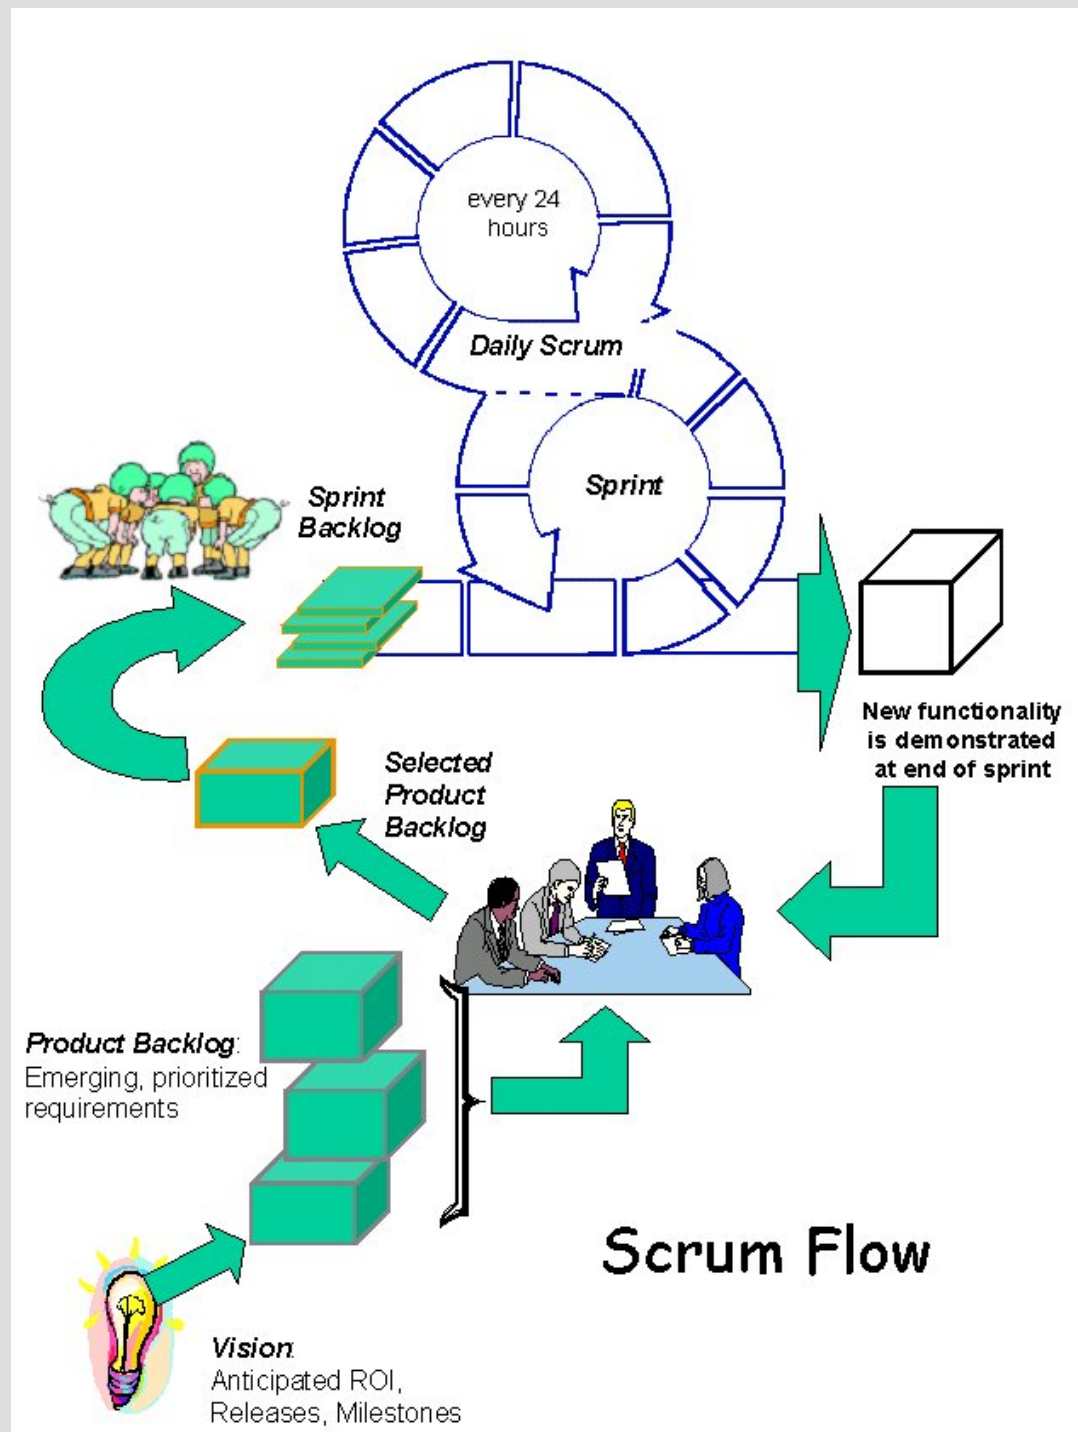 every 24
hours
Daily Scrum
Sprint
Sprint
Backlog
New functionality
is demonstrated
at end of sprint
Selected
Product
Backlog
Product Backlog:
Emerging, prioritized
requirements
Scrum Flow
Vision:
Anticipated ROI,
Releases, Milestones